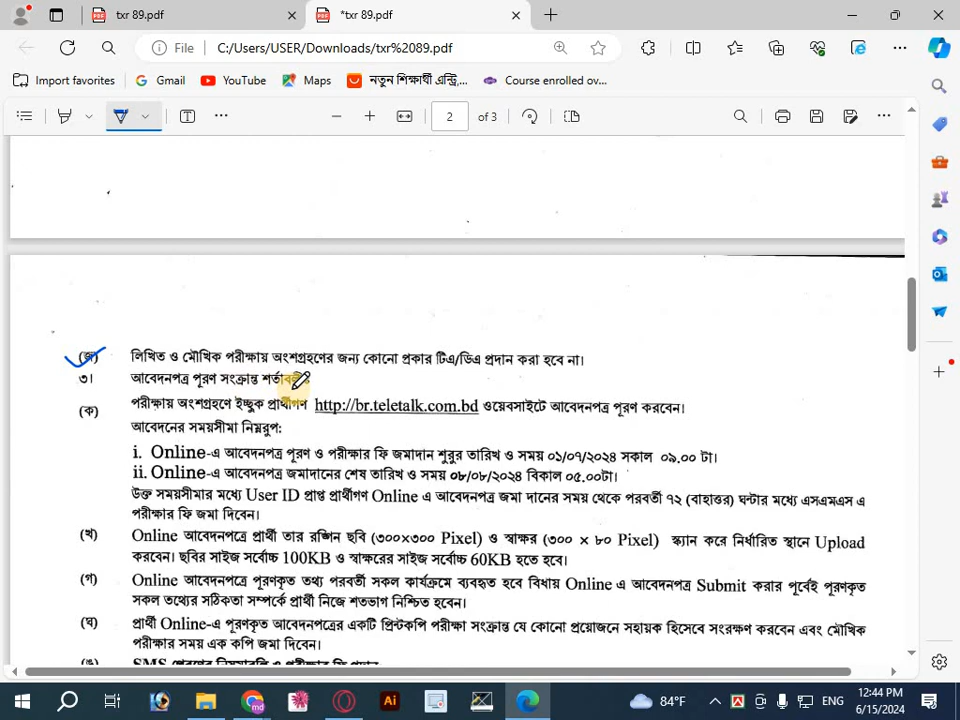 txr 89.pdf
*txr 89.pdf
File
C:/Users/USER/Downloads/txr%2089.pdf
Import favorites
Gmail
YouTube
Maps
নতুন শিক্ষার্থী এন্ট্রি...
Course enrolled ov...
2 of 3
(জ) লিখিত ও মৌখিক পরীক্ষায় অংশগ্রহণের জন্য কোনো প্রকার টিএ/ডিএ প্রদান করা হবে না।
৩। আবেদনপত্র পূরণ সংক্রান্ত শর্তাবলী
(ক) পরীক্ষায় অংশগ্রহণে ইচ্ছুক প্রার্থীগণ http://br.teletalk.com.bd ওয়েবসাইটে আবেদনপত্র পূরণ করবেন।
আবেদনের সময়সীমা নিম্নরুপ:
i. Online-এ আবেদনপত্র পূরণ ও পরীক্ষার ফি জমাদান শুরুর তারিখ ও সময় ০১/০৭/২০২৪ সকাল ০৯.০০ টা।
ii. Online-এ আবেদনপত্র জমাদানের শেষ তারিখ ও সময় ০৮/০৮/২০২৪ বিকাল ০৫.০০টা।
উক্ত সময়সীমার মধ্যে User ID প্রাপ্ত প্রার্থীগণ Online এ আবেদনপত্র জমা দানের সময় থেকে পরবর্তী ৭২ (বাহাত্তর) ঘন্টার মধ্যে এসএমএস এ
পরীক্ষার ফি জমা দিবেন।
(খ) Online আবেদনপত্রে প্রার্থী তার রঙ্গিন ছবি (৩০০×৩০০ Pixel) ও স্বাক্ষর (৩০০ × ৮০ Pixel) স্ক্যান করে নির্ধারিত স্থানে Upload
করবেন। ছবির সাইজ সর্বোচ্চ 100KB ও স্বাক্ষরের সাইজ সর্বোচ্চ 60KB হতে হবে।
(গ) Online আবেদনপত্রে পূরণকৃত তথ্য পরবর্তী সকল কার্যক্রমে ব্যবহৃত হবে বিধায় Online এ আবেদনপত্র Submit করার পূর্বেই পূরণকৃত
সকল তথ্যের সঠিকতা সম্পর্কে প্রার্থী নিজে শতভাগ নিশ্চিত হবেন।
(ঘ) প্রার্থী Online-এ পূরণকৃত আবেদনপত্রের একটি প্রিন্টকপি পরীক্ষা সংক্রান্ত যে কোনো প্রয়োজনে সহায়ক হিসেবে সংরক্ষণ করবেন এবং মৌখিক
পরীক্ষার সময় এক কপি জমা দিবেন।
84°F
ENG
12:44 PM
6/15/2024